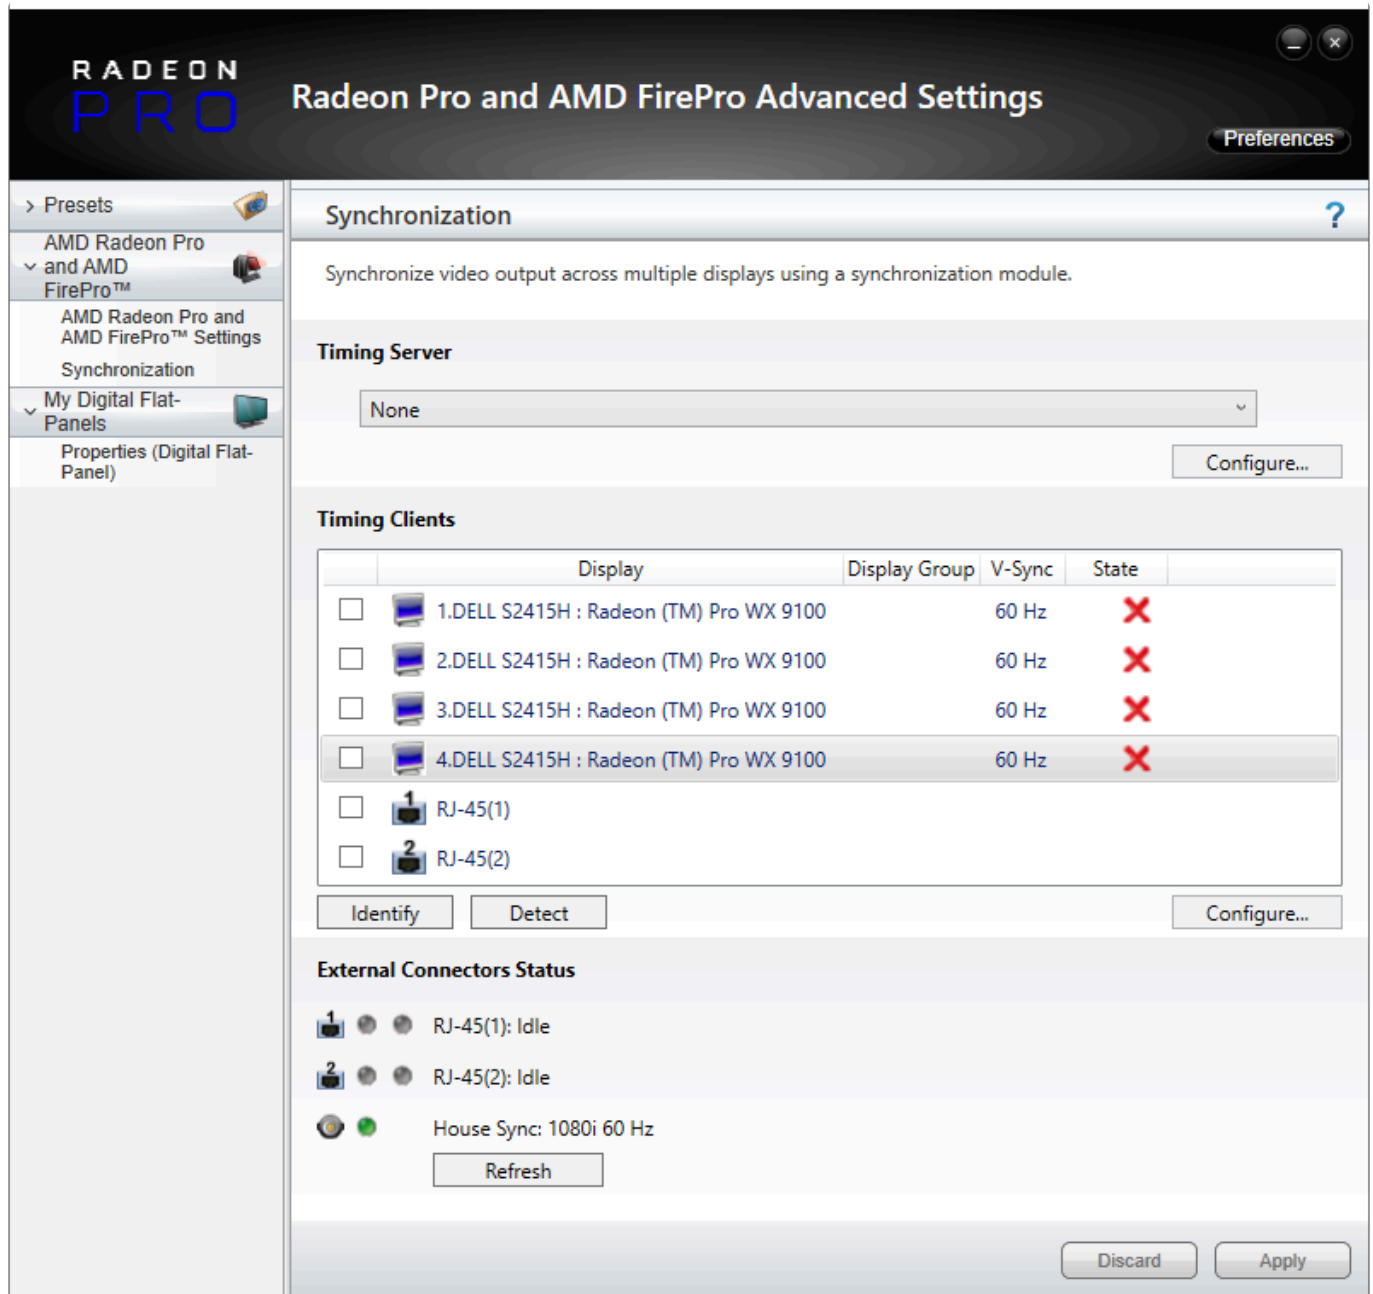 RADEON
PRO
Radeon Pro and AMD FirePro Advanced Settings
Preferences
Presets
AMD Radeon Pro
and AMD
FirePro™
AMD Radeon Pro and
AMD FirePro™ Settings
Synchronization
My Digital Flat-
Panels
Properties (Digital Flat-
Panel)
Synchronization
?
Synchronize video output across multiple displays using a synchronization module.
Timing Server
None
Configure...
Timing Clients
Display Display Group V-Sync State
1.DELL S2415H : Radeon (TM) Pro WX 9100 60 Hz
2.DELL S2415H : Radeon (TM) Pro WX 9100 60 Hz
3.DELL S2415H : Radeon (TM) Pro WX 9100 60 Hz
4.DELL S2415H : Radeon (TM) Pro WX 9100 60 Hz
1 RJ-45(1)
2 RJ-45(2)
Identify Detect Configure...
External Connectors Status
1 RJ-45(1): Idle
2 RJ-45(2): Idle
House Sync: 1080i 60 Hz
Refresh
Discard Apply